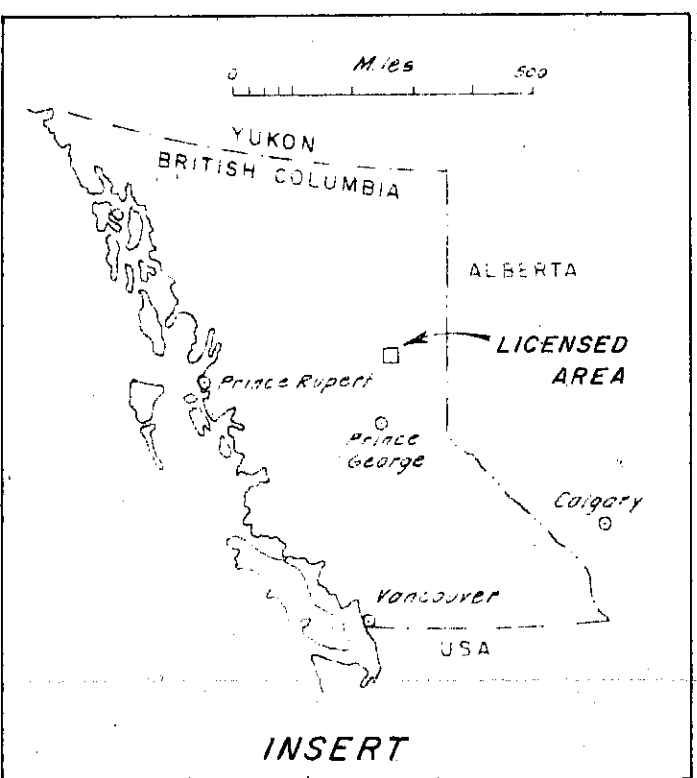 Miles
0 500
YUKON
BRITISH COLUMBIA
ALBERTA
LICENSED
AREA
Prince Rupert
Prince
George
Calgary
Vancouver
USA
INSERT